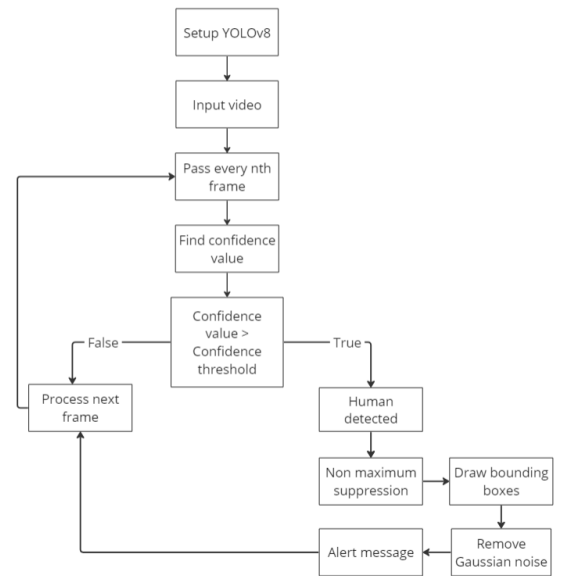 Setup YOLOv8
Input video
Pass every nth
frame
Find confidence
value
Confidence
value >
Confidence
threshold
False
True
Process next
frame
Human
detected
Non maximum
suppression
Draw bounding
boxes
Remove
Gaussian noise
Alert message